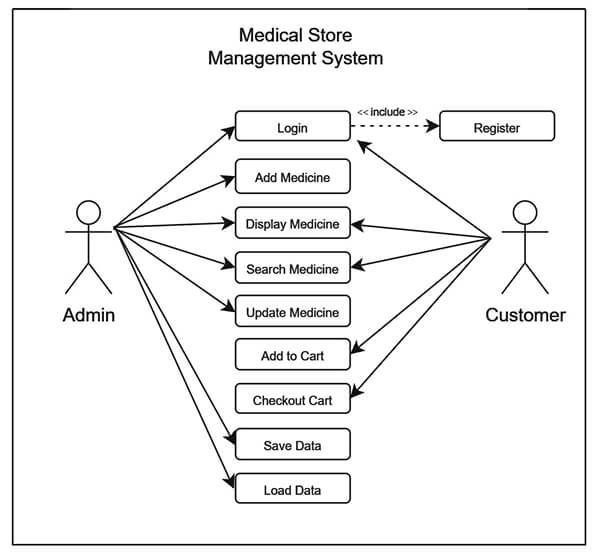 Medical Store
Management System
<< include >>
Login
Register
Add Medicine
Display Medicine
Search Medicine
Admin
Customer
Update Medicine
Add to Cart
Checkout Cart
Save Data
Load Data